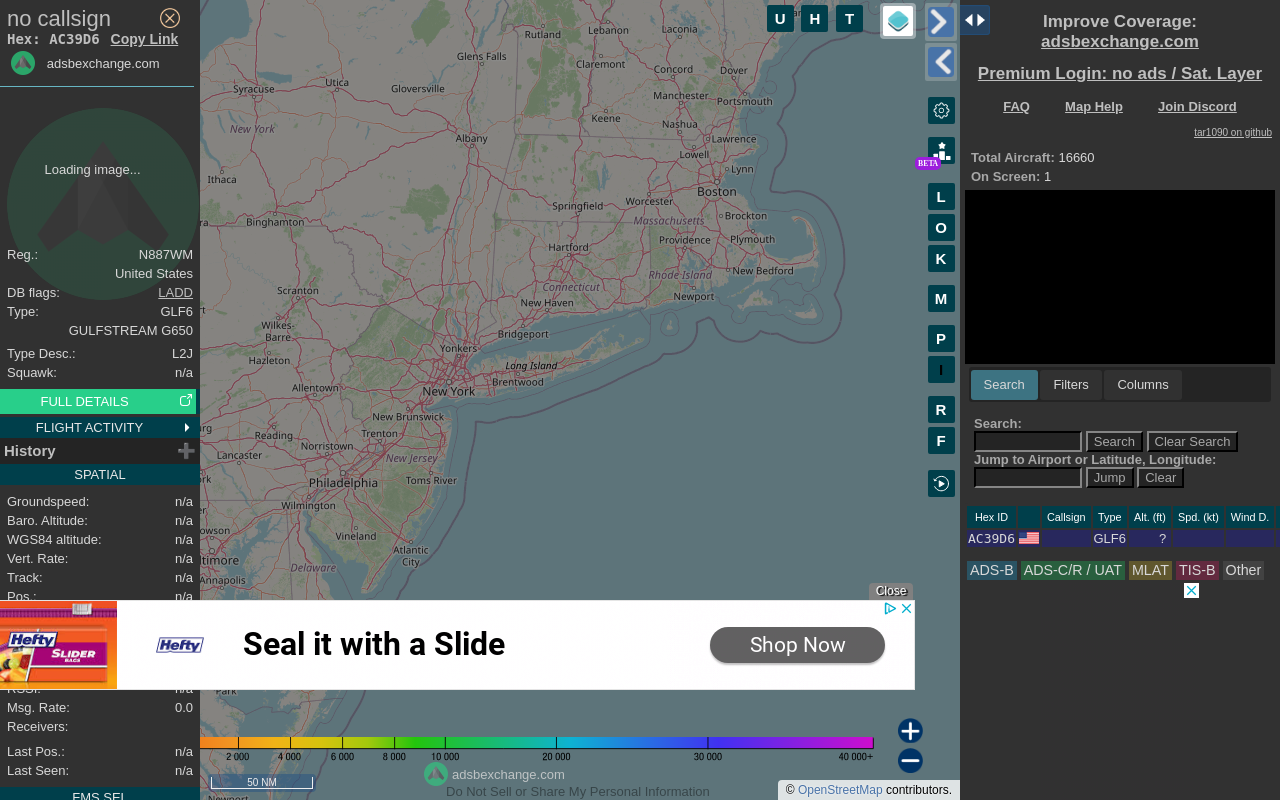 no callsign
Hex: AC39D6 Copy Link
adsbexchange.com
Loading image...
Reg.: N887WM
United States
DB flags: LADD
Type: GLF6
GULFSTREAM G650
Type Desc.: L2J
Squawk: n/a
FULL DETAILS
FLIGHT ACTIVITY
History
SPATIAL
Groundspeed: n/a
Baro. Altitude: n/a
WGS84 altitude: n/a
Vert. Rate: n/a
Track: n/a
Pos.: n/a
RSSI: n/a
Msg. Rate: 0.0
Receivers:
Last Pos.: n/a
Last Seen: n/a
FMS SEL
Rutland
Lebanon
Laconia
Glens Falls
Claremont
Concord
Dover
Utica
Gloversville
Syracuse
Manchester
Portsmouth
Keene
Nashua
New York
Albany
Lawrence
Lowell
Lynn
Ithaca
Boston
Springfield
Worcester
Binghamton
Massachusetts
Brockton
Hartford
Providence
Plymouth
Rhode Island
New Bedford
Scranton
Connecticut
New Haven
Newport
Wilkes-
Barre
Bridgeport
Yonkers
Hazleton
Long Island
Allentown
New York
Brentwood
New Brunswick
Reading
Trenton
Norristown
Lancaster
New Jersey
Philadelphia
Toms River
Wilmington
Vineland
Atlantic
City
Annapolis
Delaware
Park
Newport
U H T
BETA
L
O
K
M
P
I
R
F
Close
Hefty
SLIDER
BAGS
Hefty
Seal it with a Slide
Shop Now
2 000 4 000 6 000 8 000 10 000 20 000 30 000 40 000+
50 NM
adsbexchange.com
Do Not Sell or Share My Personal Information
© OpenStreetMap contributors.
Improve Coverage:
adsbexchange.com
Premium Login: no ads / Sat. Layer
FAQ Map Help Join Discord
tar1090 on github
Total Aircraft: 16660
On Screen: 1
Search Filters Columns
Search:
Search Clear Search
Jump to Airport or Latitude, Longitude:
Jump Clear
Hex ID Callsign Type Alt. (ft) Spd. (kt) Wind D.
AC39D6 GLF6 ?
ADS-B ADS-C/R / UAT MLAT TIS-B Other